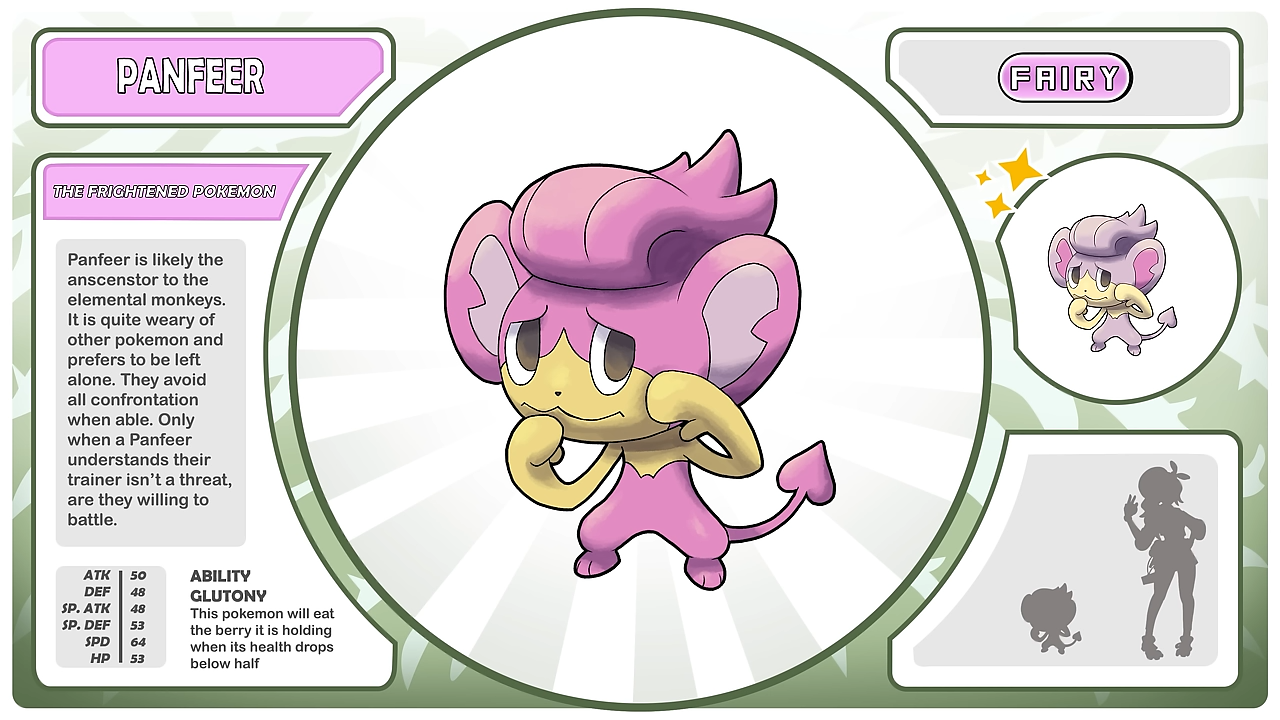 PANFEER
FAIRY
THE FRIGHTENED POKEMON
Panfeer is likely the
anscenstor to the
elemental monkeys.
It is quite weary of
other pokemon and
prefers to be left
alone. They avoid
all confrontation
when able. Only
when a Panfeer
understands their
trainer isn't a threat,
are they willing to
battle.
ATK 50
DEF 48
SP. ATK 48
SP. DEF 53
SPD 64
HP 53
ABILITY
GLUTONY
This pokemon will eat
the berry it is holding
when its health drops
below half